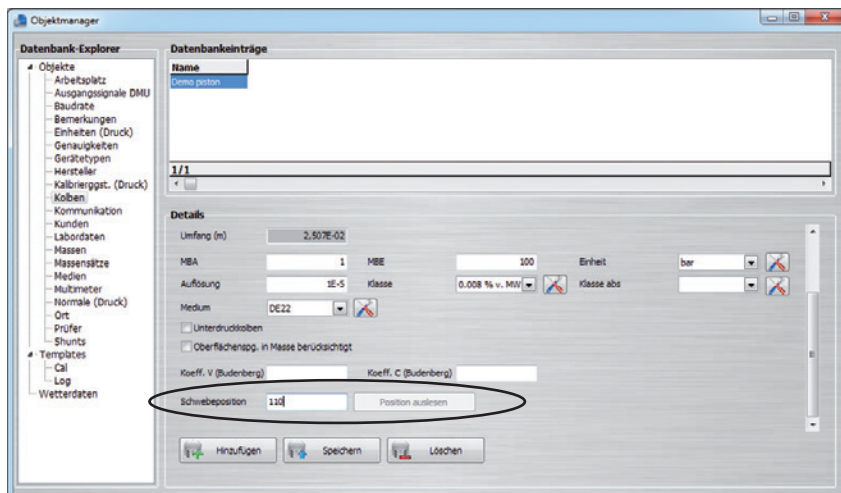 Objektmanager
Datenbank-Explorer
Objekte
Arbeitsplatz
Ausgangssignale DMU
Baudrate
Bemerkungen
Einheiten (Druck)
Genauigkeiten
Gerätetypen
Hersteller
Kalibrierggst. (Druck)
Kolben
Kommunikation
Kunden
Labordaten
Massen
Massensätze
Medien
Multimeter
Normale (Druck)
Ort
Prüfer
Shunts
Templates
Cal
Log
Wetterdaten
Datenbankeinträge
Name
Demo piston
1/1
Details
Umfang (m) 2,507E-02
MBA 1 MBE 100 Einheit bar
Auflösung 1E-5 Klasse 0.008 % v. MW Klasse abs
Medium DE22
Unterdruckkolben
Oberflächenspg. in Masse berücksichtigt
Koeff. V (Budenberg) Koeff. C (Budenberg)
Schwebeposition 110 Position auslesen
Hinzufügen Speichern Löschen